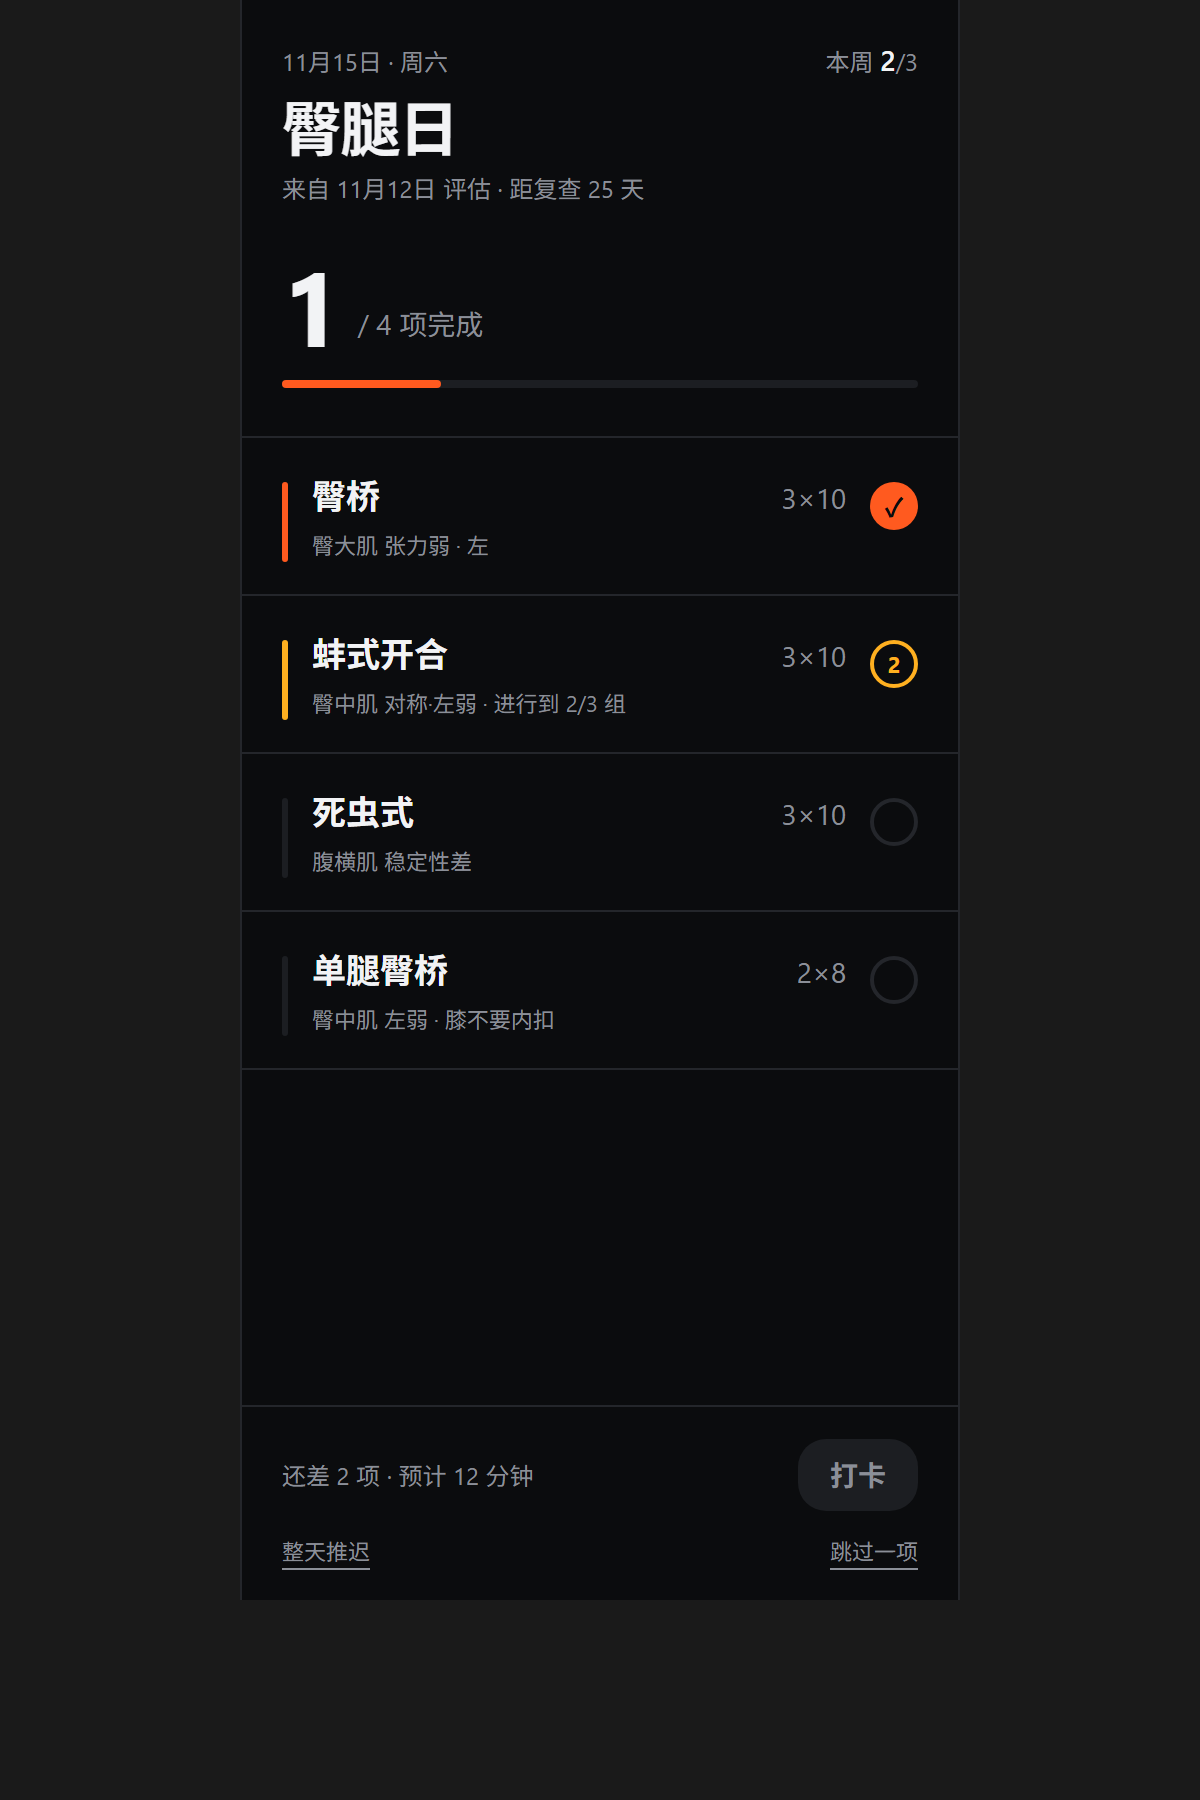 11月15日 · 周六
本周 2/3
臀腿日
来自 11月12日 评估 · 距复查 25 天
1 / 4 项完成
臀桥
3×10
✓
臀大肌 张力弱 · 左
蚌式开合
3×10
2
臀中肌 对称·左弱 · 进行到 2/3 组
死虫式
3×10
腹横肌 稳定性差
单腿臀桥
2×8
臀中肌 左弱 · 膝不要内扣
还差 2 项 · 预计 12 分钟
打卡
整天推迟
跳过一项